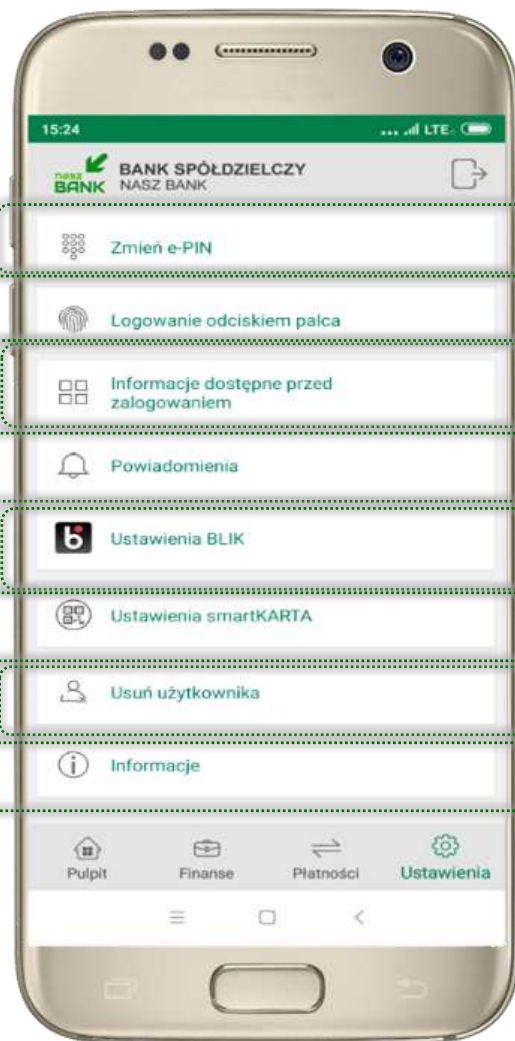 15:24
... LTE
nasz BANK
BANK SPÓŁDZIELCZY
NASZ BANK
Zmień e-PIN
Logowanie odciskiem palca
Informacje dostępne przed
zalogowaniem
Powiadomienia
b
Ustawienia BLIK
Ustawienia smartKARTA
Usuń użytkownika
i
Informacje
Pulpit
Finanse
Płatności
Ustawienia